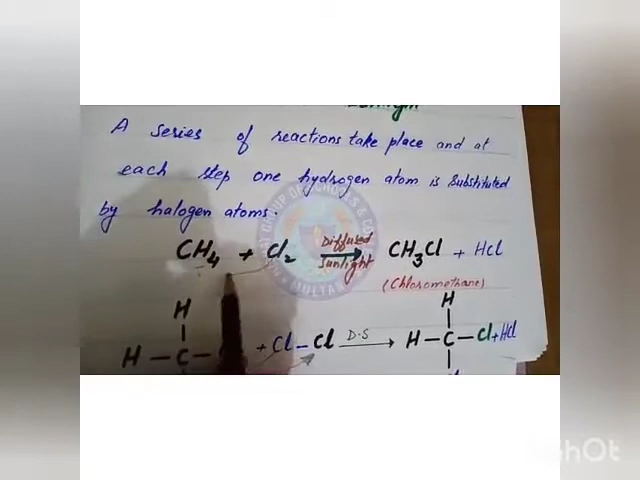 A series of reactions take place and at
each step one hydrogen atom is substituted
by halogen atoms.
CH4 + Cl2 Diffused Sunlight CH3Cl + HCl
(Chloromethane)
H H
H - C - + Cl - Cl D.S H - C - Cl + HCl